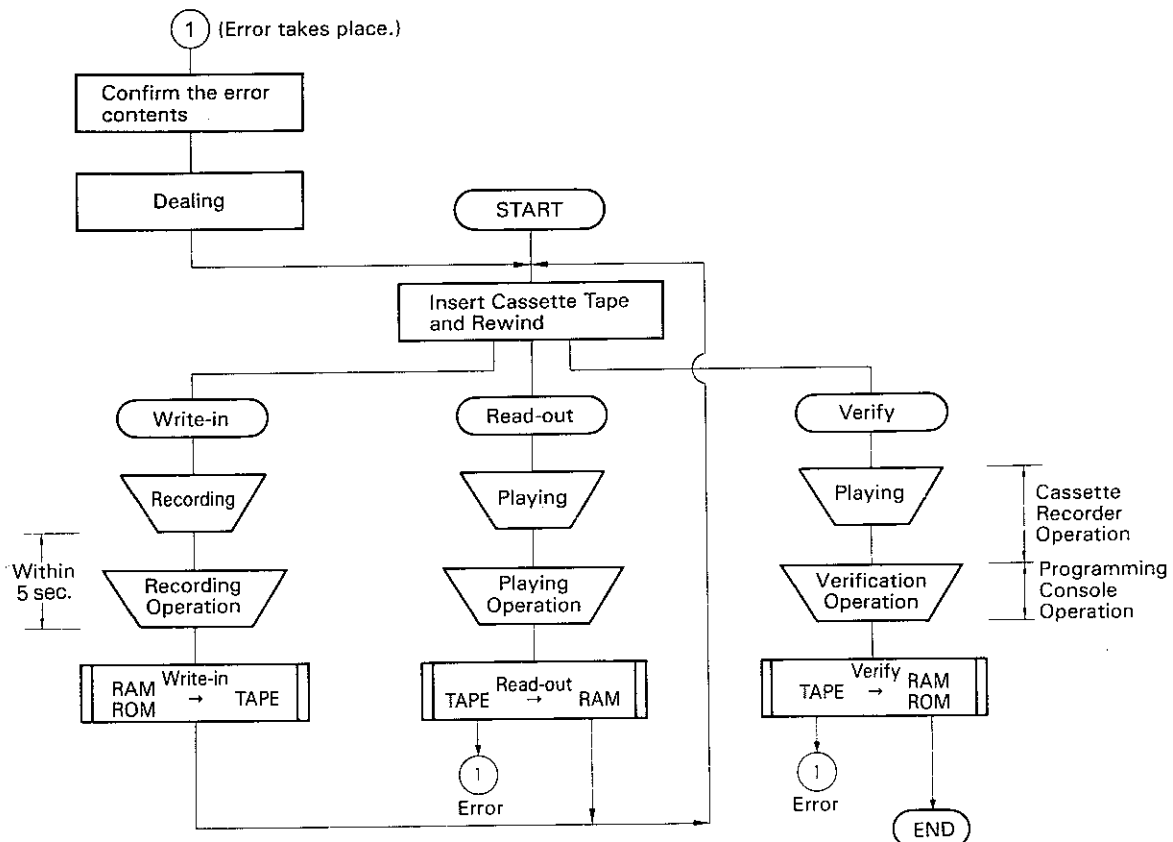 1 (Error takes place.)
Confirm the error
contents
Dealing
START
Insert Cassette Tape
and Rewind
Write-in
Read-out
Verify
Recording
Playing
Playing
Cassette
Recorder
Operation
Within
5 sec.
Recording
Operation
Playing
Operation
Verification
Operation
Programming
Console
Operation
Write-in
RAM → TAPE
ROM
Read-out
TAPE → RAM
Verify
TAPE → RAM
ROM
1
Error
1
Error
END